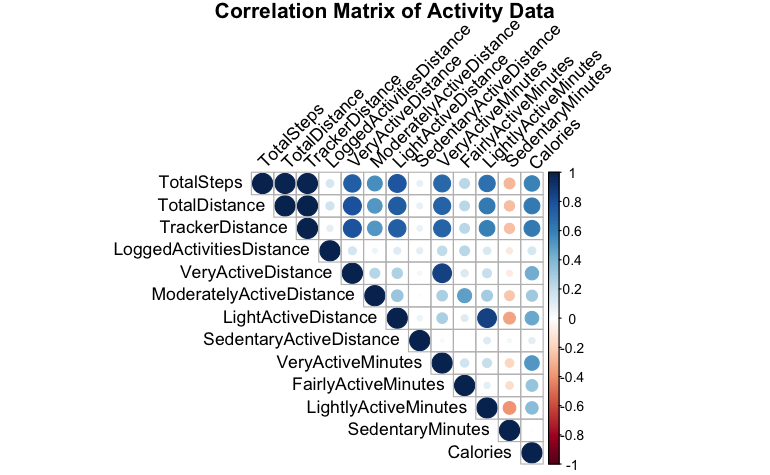 Correlation Matrix of Activity Data
TotalSteps
TotalDistance
TrackerDistance
LoggedActivitiesDistance
VeryActiveDistance
ModeratelyActiveDistance
LightActiveDistance
SedentaryActiveDistance
VeryActiveMinutes
FairlyActiveMinutes
LightlyActiveMinutes
SedentaryMinutes
Calories
TotalSteps
TotalDistance
TrackerDistance
LoggedActivitiesDistance
VeryActiveDistance
ModeratelyActiveDistance
LightActiveDistance
SedentaryActiveDistance
VeryActiveMinutes
FairlyActiveMinutes
LightlyActiveMinutes
SedentaryMinutes
Calories
1
0.8
0.6
0.4
0.2
0
-0.2
-0.4
-0.6
-0.8
-1